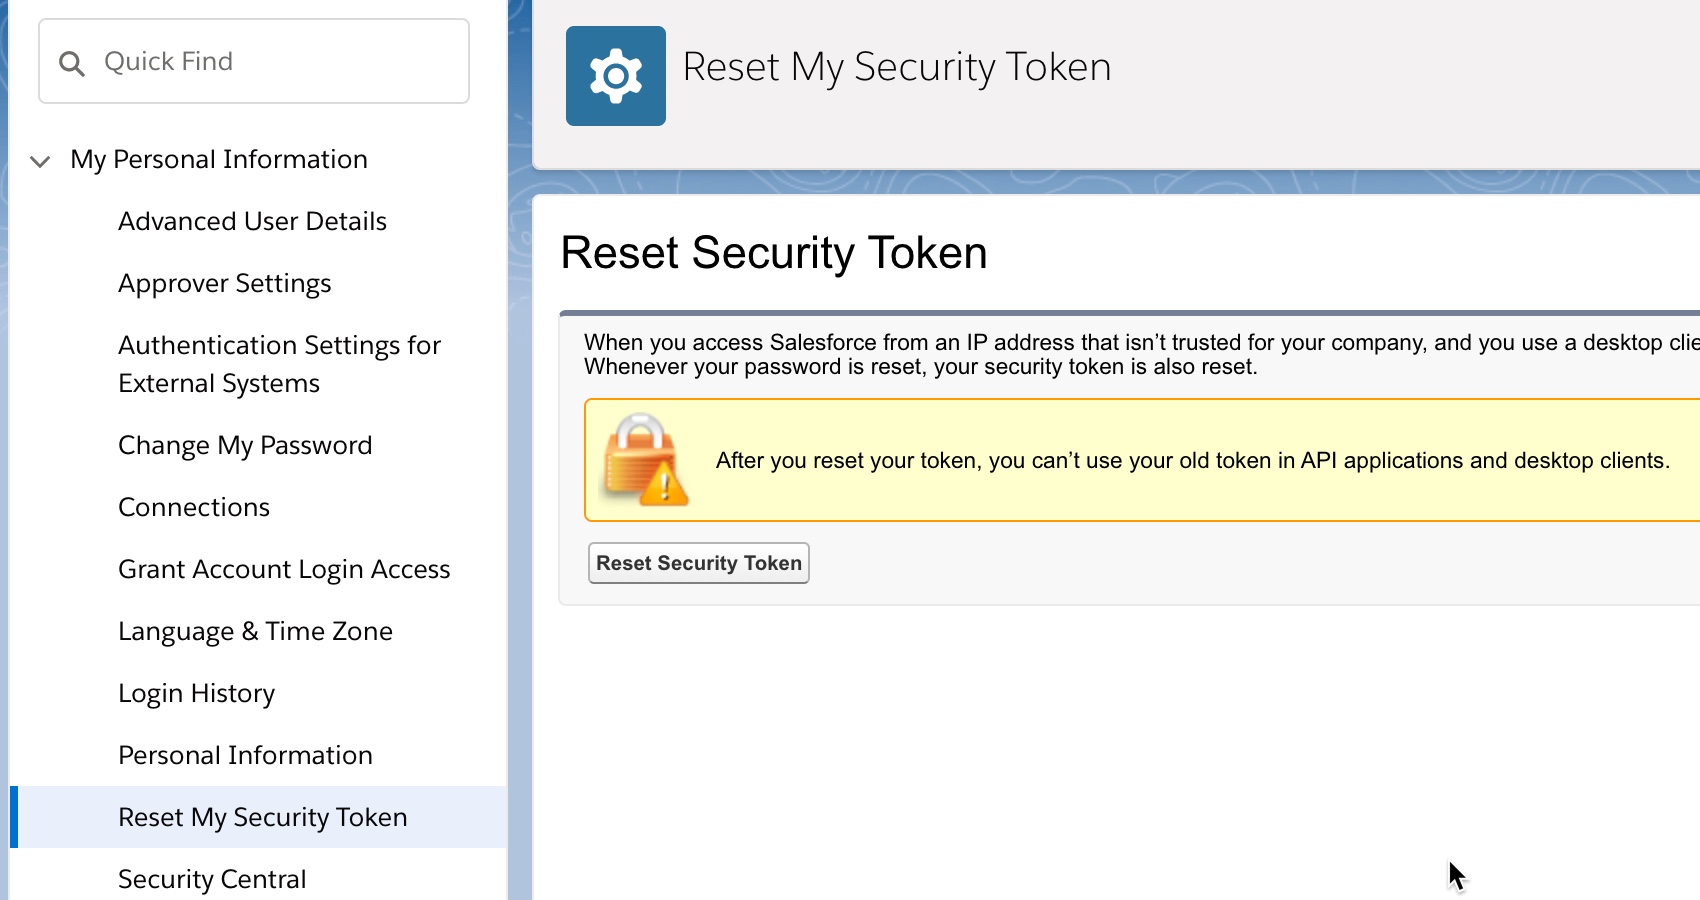 Quick Find
My Personal Information
Advanced User Details
Approver Settings
Authentication Settings for
External Systems
Change My Password
Connections
Grant Account Login Access
Language & Time Zone
Login History
Personal Information
Reset My Security Token
Security Central
Reset My Security Token
Reset Security Token
When you access Salesforce from an IP address that isn’t trusted for your company, and you use a desktop
Whenever your password is reset, your security token is also reset.
After you reset your token, you can’t use your old token in API applications and desktop clients.
Reset Security Token